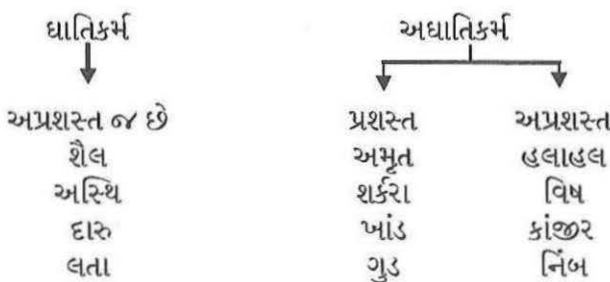 ઘાતિકર્મ અઘાતિકર્મ
અપ્રશસ્ત જ છે પ્રશસ્ત અપ્રશસ્ત
શૈલ અમૃત હલાહલ
અસ્થિ શર્કરા વિષ
દારુ ખાંડ કાંજીર
લતા ગુડ નિંબ